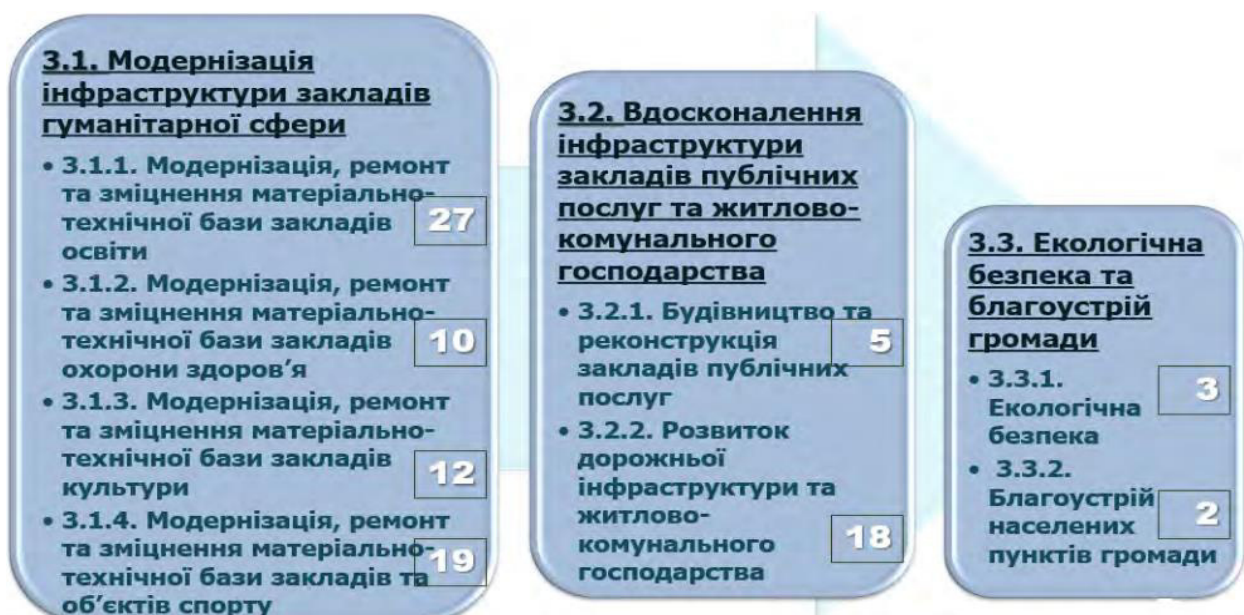 3.1. Модернізація
інфраструктури закладів
гуманітарної сфери
• 3.1.1. Модернізація, ремонт
та зміцнення матеріально-
технічної бази закладів
освіти
27
• 3.1.2. Модернізація, ремонт
та зміцнення матеріально-
технічної бази закладів
охорони здоров’я
10
• 3.1.3. Модернізація, ремонт
та зміцнення матеріально-
технічної бази закладів
культури
12
• 3.1.4. Модернізація, ремонт
та зміцнення матеріально-
технічної бази закладів та
об’єктів спорту
19
3.2. Вдосконалення
інфраструктури
закладів публічних
послуг та житлово-
комунального
господарства
• 3.2.1. Будівництво та
реконструкція
закладів публічних
послуг
5
• 3.2.2. Розвиток
дорожньої
інфраструктури та
житлово-
комунального
господарства
18
3.3. Екологічна
безпека та
благоустрій
громади
• 3.3.1.
Екологічна
безпека
3
• 3.3.2.
Благоустрій
населених
пунктів громади
2